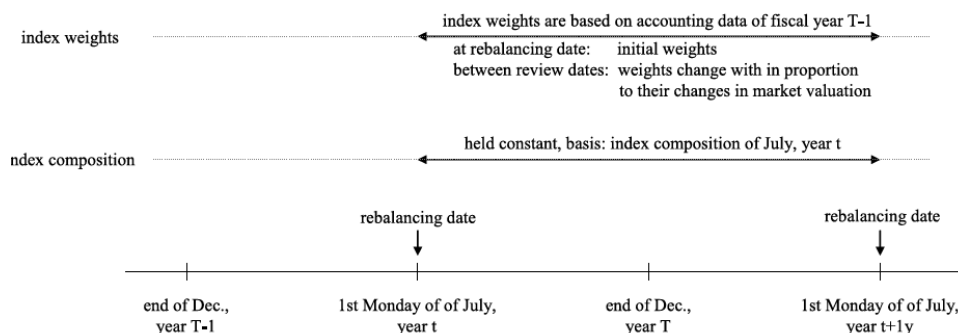 index weights are based on accounting data of fiscal year T-1
index weights
at rebalancing date: initial weights
between review dates: weights change with in proportion
to their changes in market valuation
held constant, basis: index composition of July, year t
ndex composition
rebalancing date
rebalancing date
end of Dec.,
year T-1
1st Monday of of July,
year t
end of Dec.,
year T
1st Monday of of July,
year t+1y